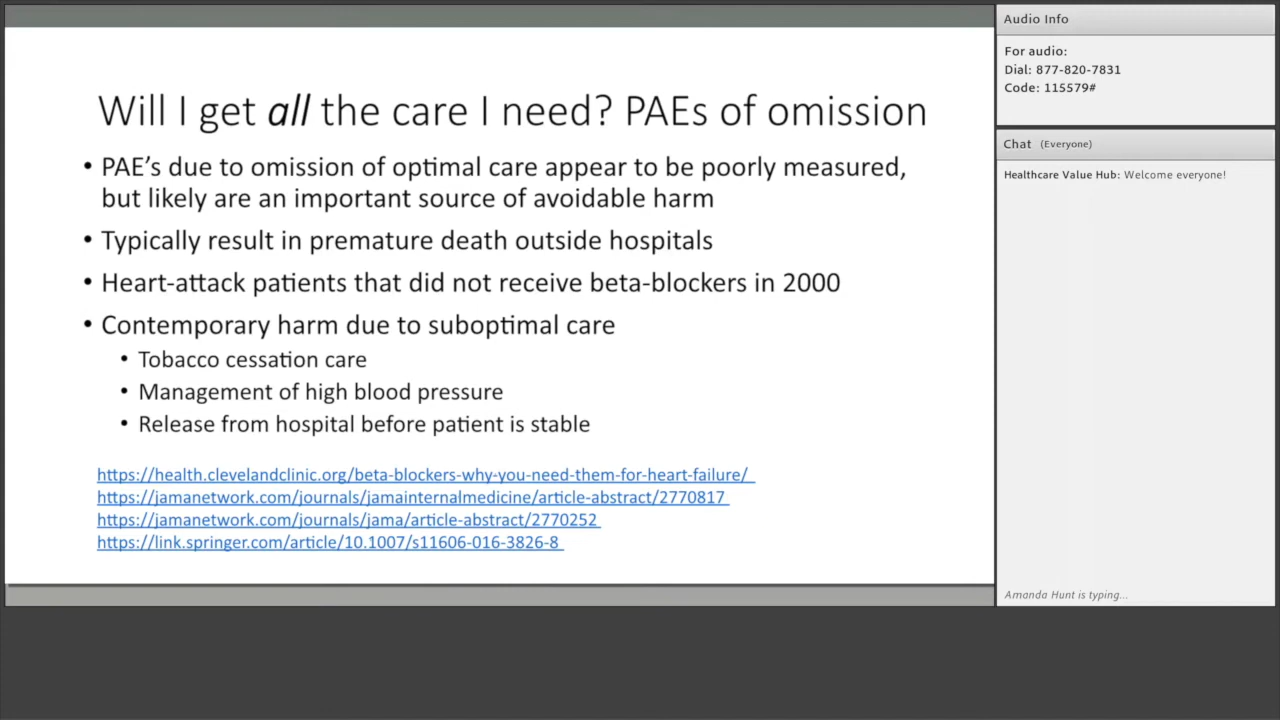 Will I get all the care I need? PAEs of omission
• PAE’s due to omission of optimal care appear to be poorly measured,
but likely are an important source of avoidable harm
• Typically result in premature death outside hospitals
• Heart-attack patients that did not receive beta-blockers in 2000
• Contemporary harm due to suboptimal care
• Tobacco cessation care
• Management of high blood pressure
• Release from hospital before patient is stable
https://health.clevelandclinic.org/beta-blockers-why-you-need-them-for-heart-failure/
https://jamanetwork.com/journals/jamainternalmedicine/article-abstract/2770817
https://jamanetwork.com/journals/jama/article-abstract/2770252
https://link.springer.com/article/10.1007/s11606-016-3826-8
Audio Info
For audio:
Dial: 877-820-7831
Code: 115579#
Chat (Everyone)
Healthcare Value Hub: Welcome everyone!
Amanda Hunt is typing...